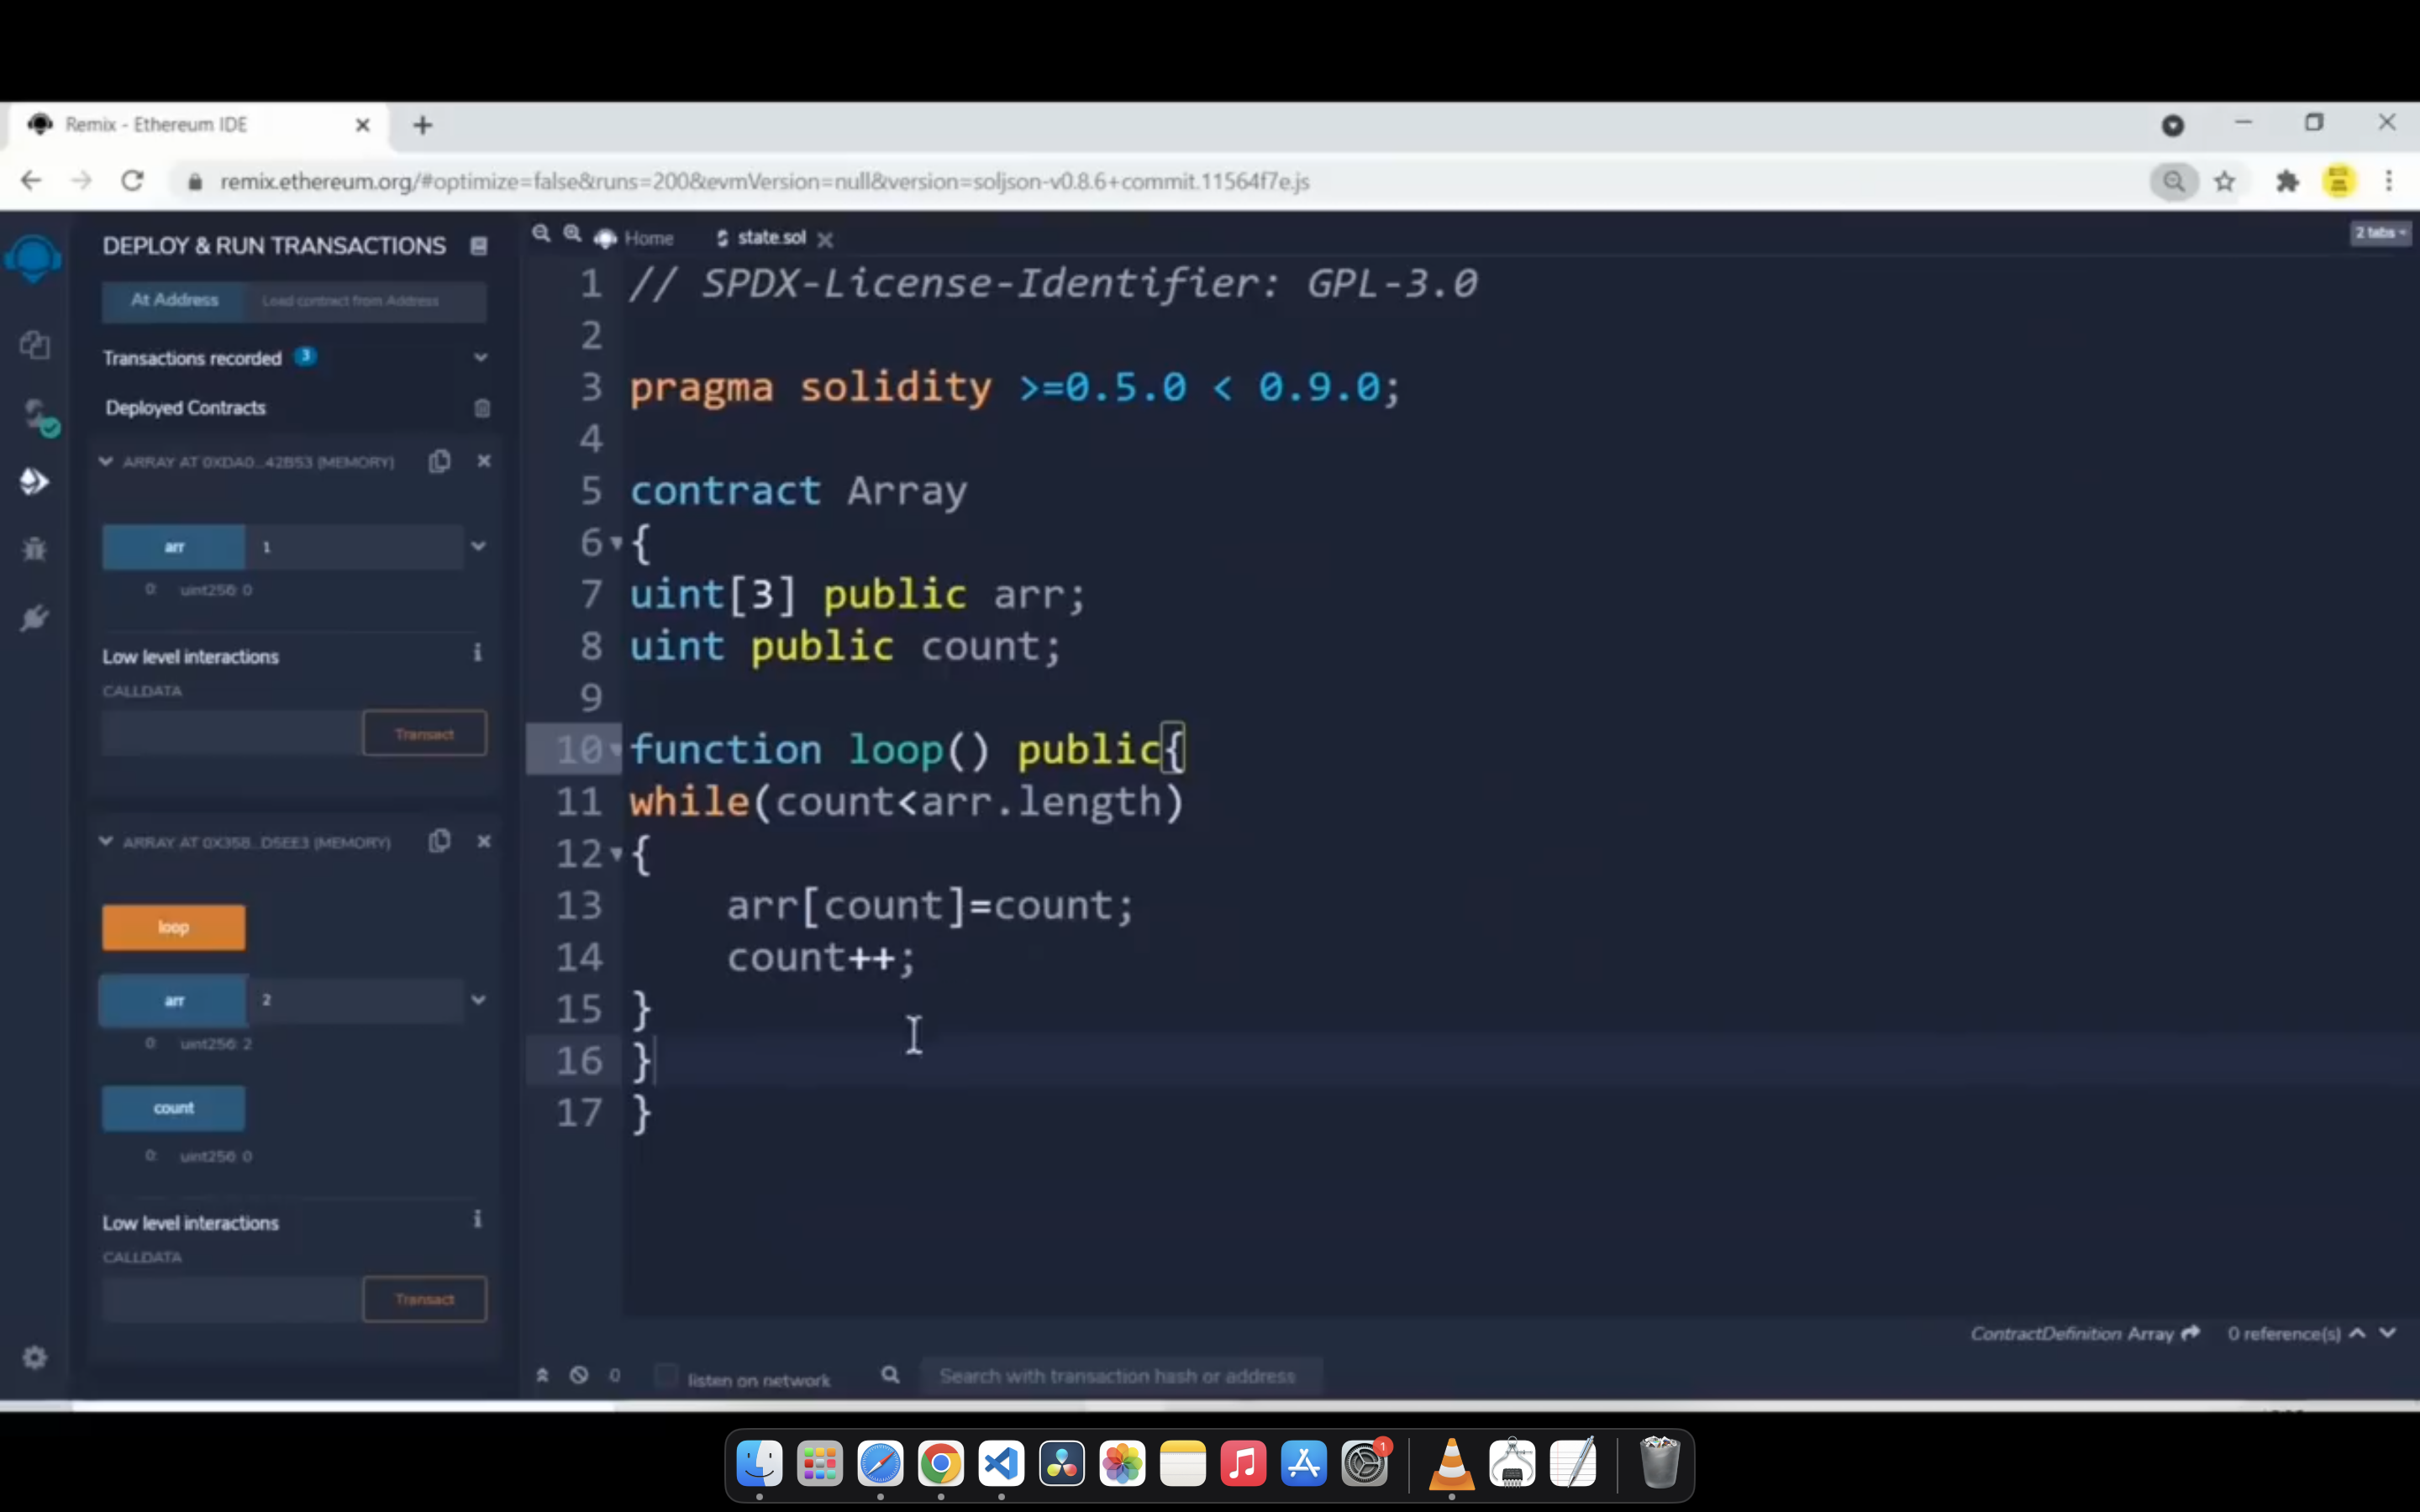 Remix - Ethereum IDE
remix.ethereum.org/#optimize=false&runs=200&evmVersion=null&version=soljson-v0.8.6+commit.11564f7e.js
DEPLOY & RUN TRANSACTIONS
At Address Load contract from Address
Transactions recorded 3
Deployed Contracts
ARRAY AT 0XDA0...42B53 (MEMORY)
arr 1
0: uint256: 0
Low level interactions
CALLDATA
Transact
ARRAY AT 0X358...D5EE3 (MEMORY)
loop
arr 2
0: uint256: 2
count
0: uint256: 0
Low level interactions
CALLDATA
Transact
Home state.sol 2 tabs
1 // SPDX-License-Identifier: GPL-3.0
2
3 pragma solidity >=0.5.0 < 0.9.0;
4
5 contract Array
6 {
7 uint[3] public arr;
8 uint public count;
9
10 function loop() public{
11 while(count<arr.length)
12 {
13 arr[count]=count;
14 count++;
15 }
16 }
17 }
ContractDefinition Array 0 reference(s)
0 listen on network Search with transaction hash or address
1